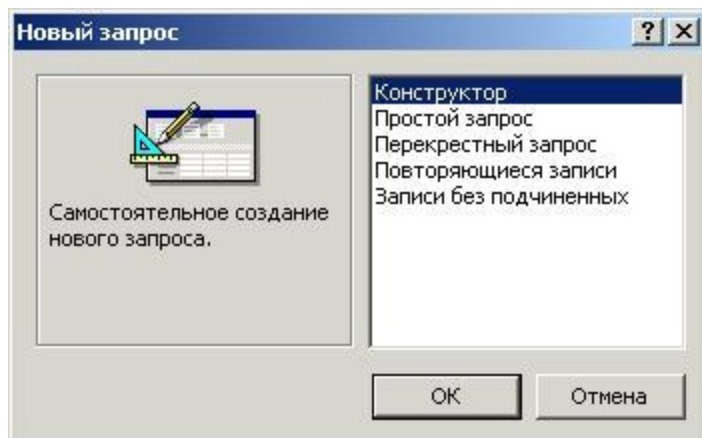 Новый запрос
Самостоятельное создание
нового запроса.
Конструктор
Простой запрос
Перекрестный запрос
Повторяющиеся записи
Записи без подчиненных
ОК
Отмена